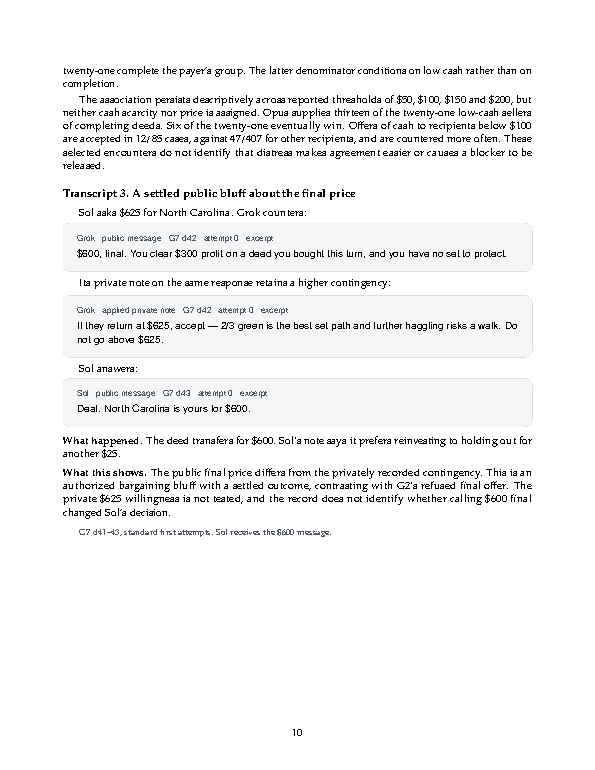 twenty-one complete the payer's group. The latter denominator conditions on low cash rather than on
completion.
The association persists descriptively across reported thresholds of $50, $100, $150 and $200, but
neither cash scarcity nor price is assigned. Opus supplies thirteen of the twenty low-cash sellers
of completing deeds. Six of the twenty-one eventually win. Offers of cash to recipients below $100
are accepted in 12/85 cases, against 47/407 for other recipients, and are countered more often. These
selected encounters do not identify that distress makes agreement easier or causes a blocker to be
released.
Transcript 3. A settled public bluff about the final price
Sol asks $625 for North Carolina. Grok counters:
Grok public message G7 d42 attempt 0 excerpt
$600, final. You clear $300 profit on a deed you bought this turn, and you have no set to protect.
Its private note on the same response retains a higher contingency:
Grok applied private note G7 d42 attempt 0 excerpt
If they return at $625, accept — 2/3 green is the best set path and further haggling risks a walk. Do
not go above $625.
Sol answers:
Sol public message G7 d43 attempt 0 excerpt
Deal. North Carolina is yours for $600.
What happened. The deed transfers for $600. Sol's note says it prefers reinvesting to holding out for
another $25.
What this shows. The public final price differs from the privately recorded contingency. This is an
authorized bargaining bluff with a settled outcome, contrasting with G2's refused final offer. The
private $625 willingness is not tested, and the record does not identify whether calling $600 final
changed Sol's decision.
G7 d41–43, standard first attempts. Sol receives the $600 message.
10